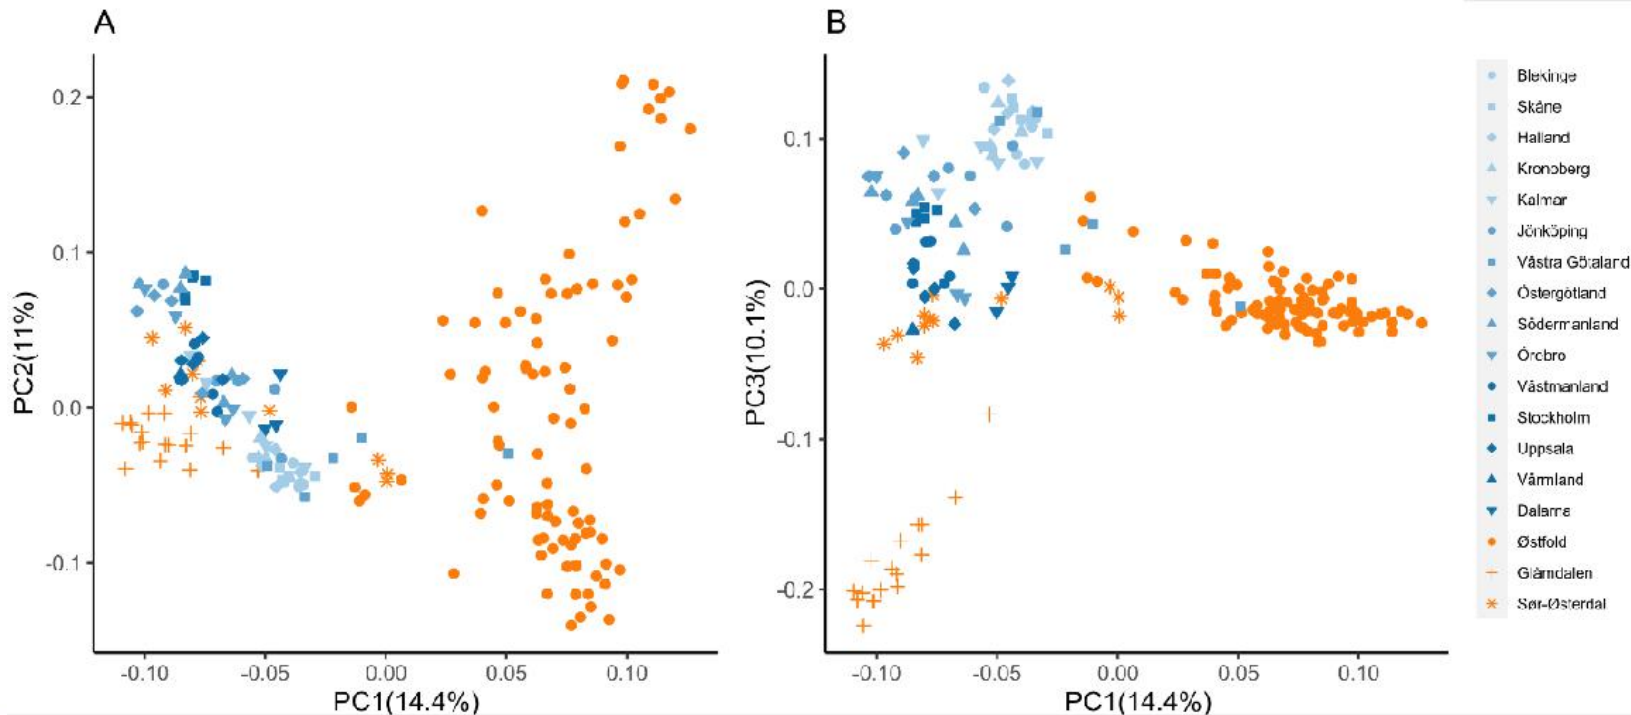 A
B
PC2(11%)
0.2
0.1
0.0
-0.1
-0.10 -0.05 0.00 0.05 0.10
PC1(14.4%)
PC3(10.1%)
0.1
0.0
-0.1
-0.2
-0.10 -0.05 0.00 0.05 0.10
PC1(14.4%)
Blekinge
Skåne
Halland
Kronoberg
Kalmar
Jönköping
Västra Götaland
Östergötland
Södermanland
Örebro
Västmanland
Stockholm
Uppsala
Värmland
Dalarna
Østfold
Glåmdalen
Sør-Østerdal